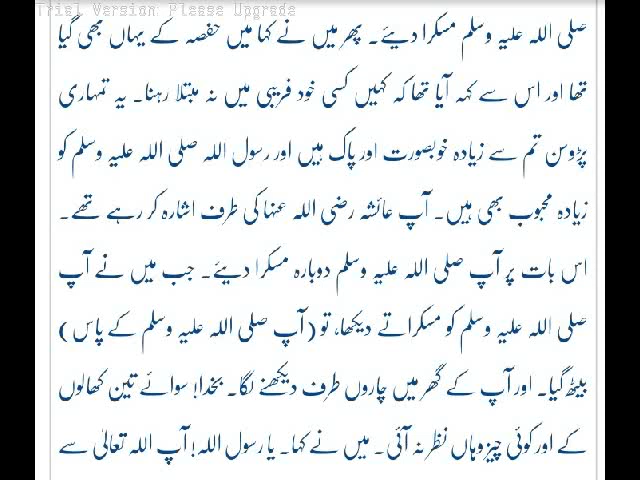 Trial Version Please Upgrade
صلی اللہ علیہ وسلم مسکرا دیئے۔ پھر میں نے کہا میں حفصہ کے یہاں بھی گیا
تھا اور اس سے کہہ آیا تھا کہ کہیں کسی خود فریبی میں نہ مبتلا رہنا۔ یہ تمہاری
پڑوسن تم سے زیادہ خوبصورت اور پاک ہیں اور رسول اللہ صلی اللہ علیہ وسلم کو
زیادہ محبوب بھی ہیں۔ آپ عائشہ رضی اللہ عنہا کی طرف اشارہ کر رہے تھے۔
اس بات پر آپ صلی اللہ علیہ وسلم دوبارہ مسکرا دیئے۔ جب میں نے آپ
صلی اللہ علیہ وسلم کو مسکراتے دیکھا، تو (آپ صلی اللہ علیہ وسلم کے پاس)
بیٹھ گیا۔ اور آپ کے گھر میں چاروں طرف دیکھنے لگا۔ بخدا! سوائے تین کھالوں
کے اور کوئی چیز وہاں نظر نہ آئی۔ میں نے کہا۔ یا رسول اللہ! آپ اللہ تعالیٰ سے